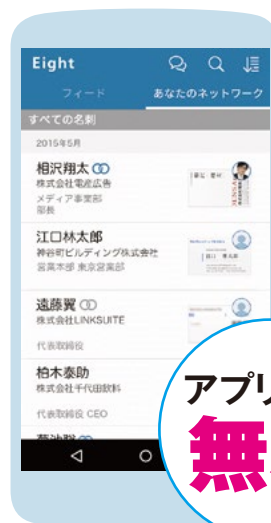 Eight
フィード
あなたのネットワーク
すべての名刺
2015年5月
相沢翔太
株式会社電産広告
メディア事業部
部長
江口林太郎
神谷町ビルディング株式会社
営業本部 東京営業部
遠藤翼
株式会社LINKSUITE
代表取締役
柏木泰助
株式会社千代田飲料
代表取締役 CEO
アプリ
無